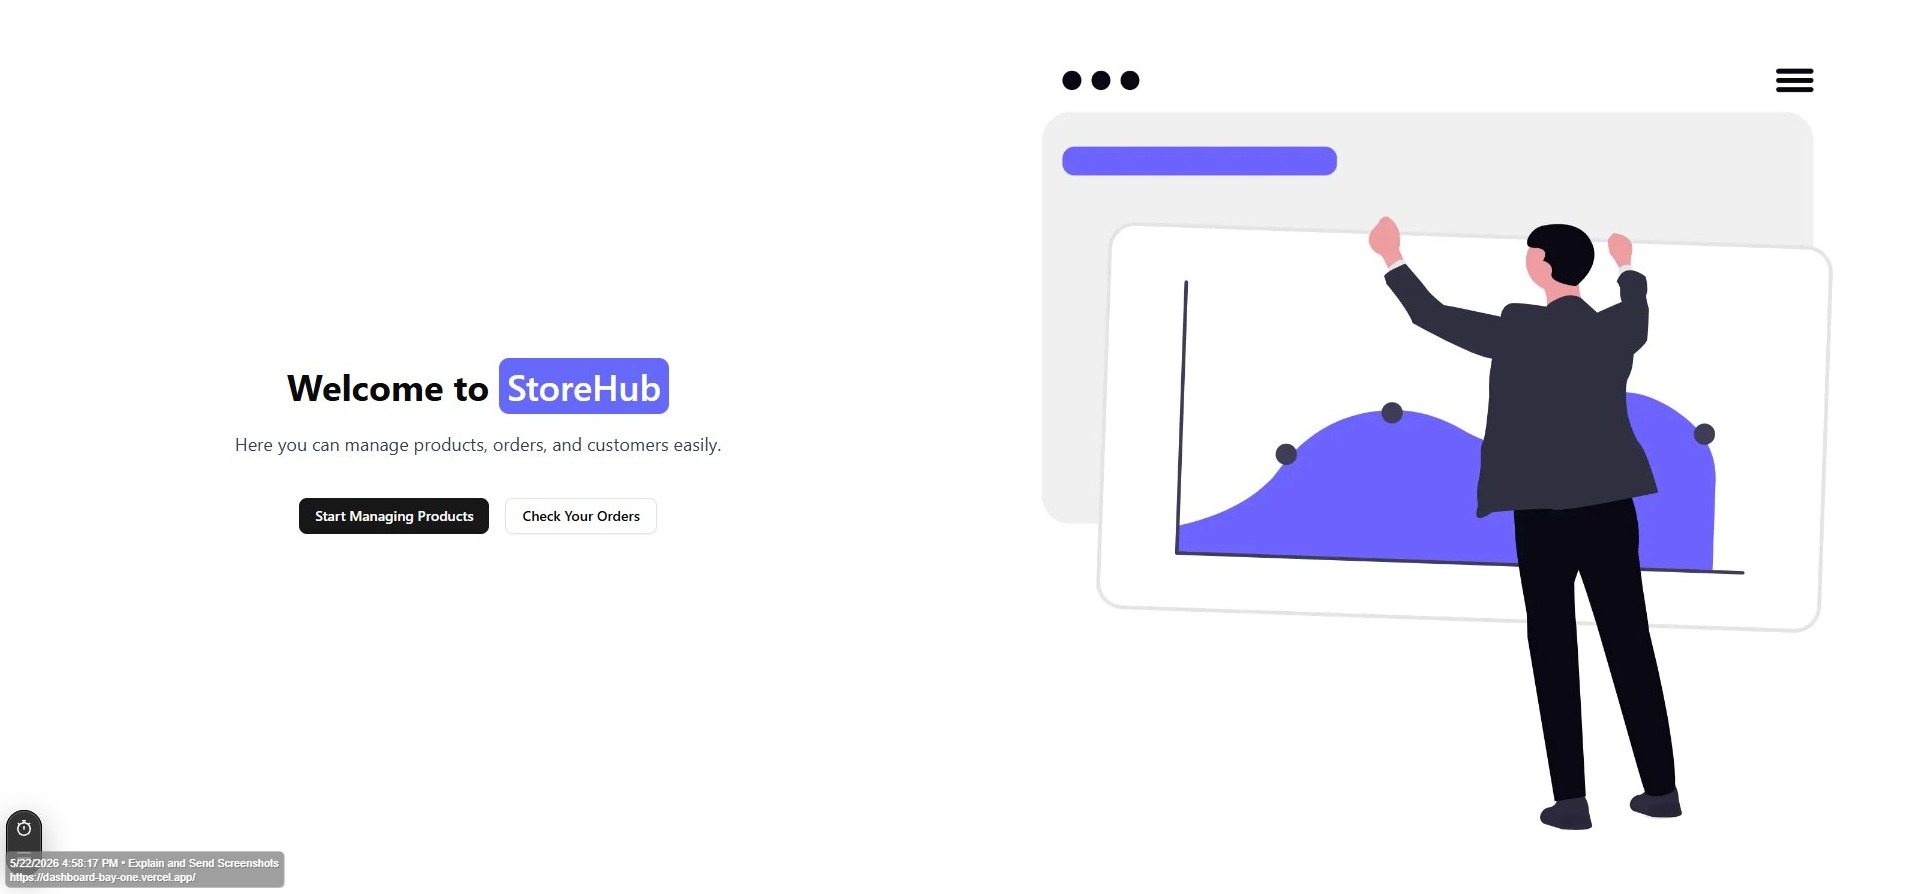 Welcome to StoreHub
Here you can manage products, orders, and customers easily.
Start Managing Products
Check Your Orders
5/22/2026 4:58:17 PM • Explain and Send Screenshots
https://dashboard-bay-one.vercel.app/